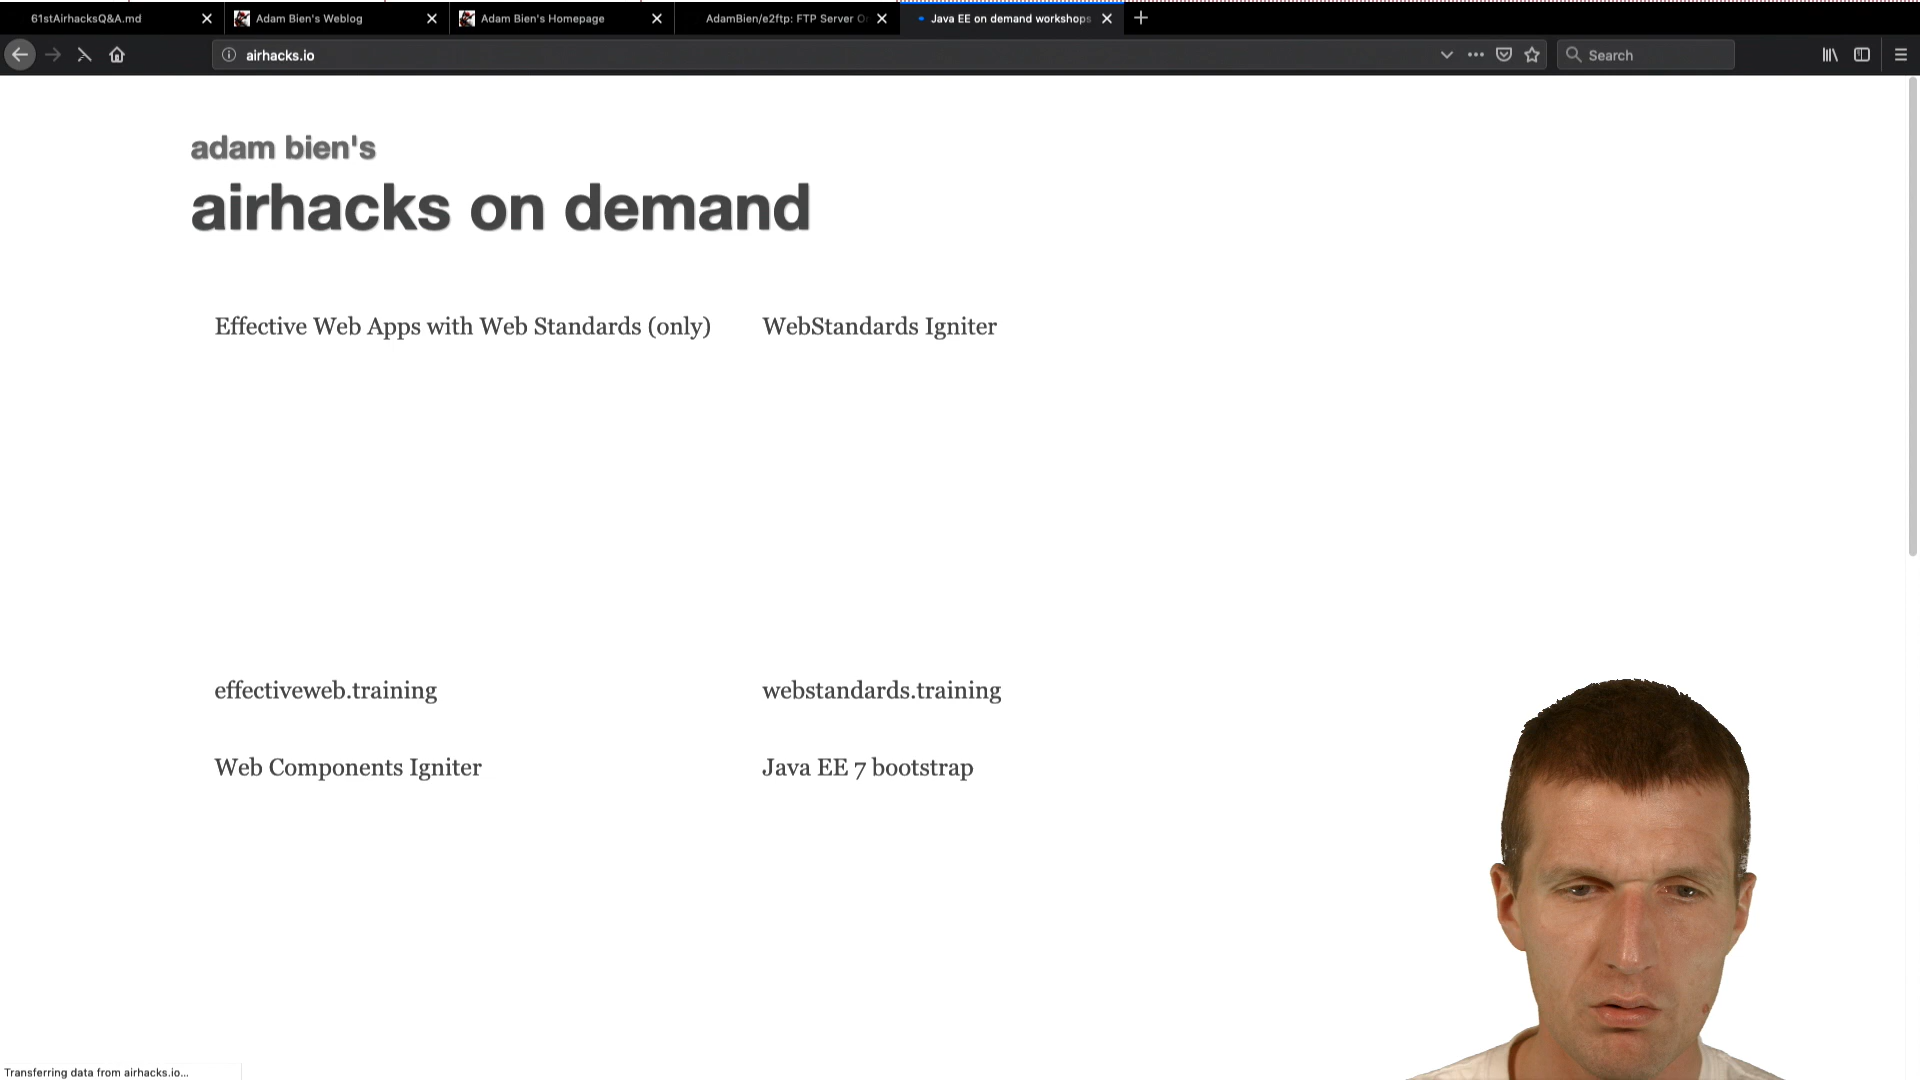 61stAirhacksQ&A.md
Adam Bien's Weblog
Adam Bien's Homepage
AdamBien/e2ftp: FTP Server O
Java EE on demand workshops
airhacks.io
Search
adam bien's
airhacks on demand
Effective Web Apps with Web Standards (only)
WebStandards Igniter
effectiveweb.training
webstandards.training
Web Components Igniter
Java EE 7 bootstrap
Transferring data from airhacks.io...